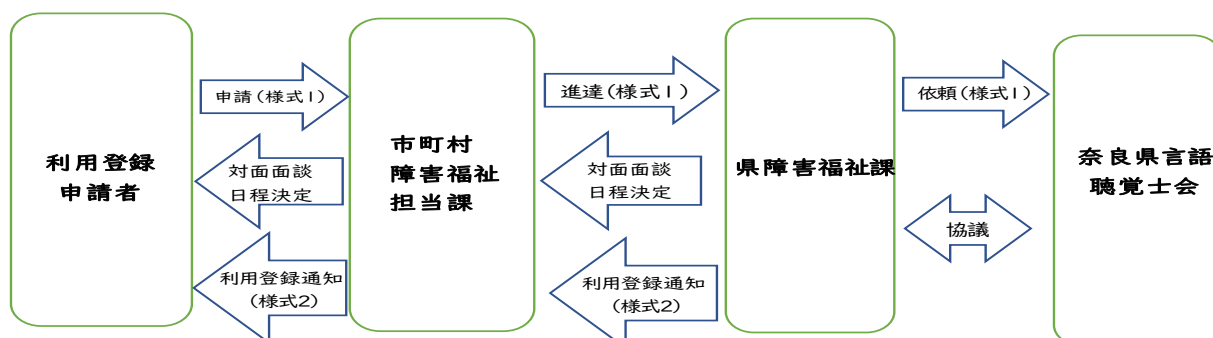 利用登録
申請者
申請(様式1)
対面面談
日程決定
利用登録通知
(様式2)
市町村
障害福祉
担当課
進達(様式1)
対面面談
日程決定
利用登録通知
(様式2)
県障害福祉課
依頼(様式1)
協議
奈良県言語
聴覚士会